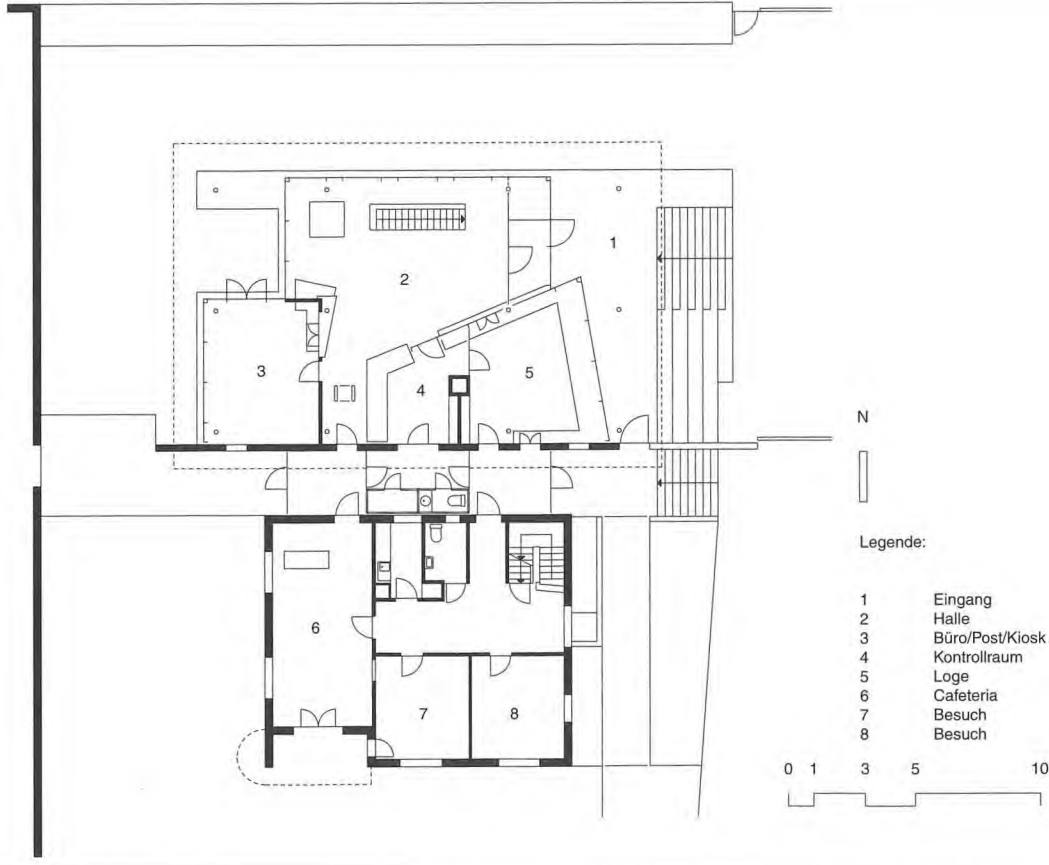 1
2
3
4
5
6
7
8
N
Legende:
1 Eingang
2 Halle
3 Büro/Post/Kiosk
4 Kontrollraum
5 Loge
6 Cafeteria
7 Besuch
8 Besuch
0 1 3 5 10